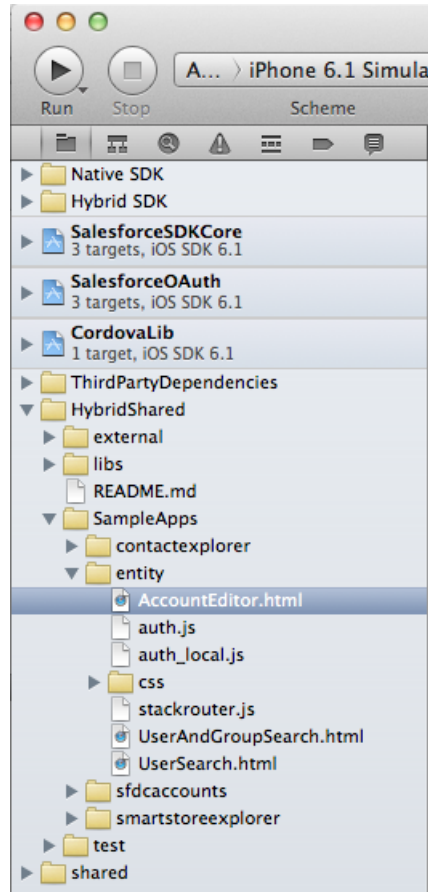 A... iPhone 6.1 Simula
Run Stop Scheme
Native SDK
Hybrid SDK
SalesforceSDKCore
3 targets, iOS SDK 6.1
SalesforceOAuth
3 targets, iOS SDK 6.1
CordovaLib
1 target, iOS SDK 6.1
ThirdPartyDependencies
HybridShared
external
libs
README.md
SampleApps
contactexplorer
entity
AccountEditor.html
auth.js
auth_local.js
css
stackrouter.js
UserAndGroupSearch.html
UserSearch.html
sfdcaccounts
smartstoreexplorer
test
shared